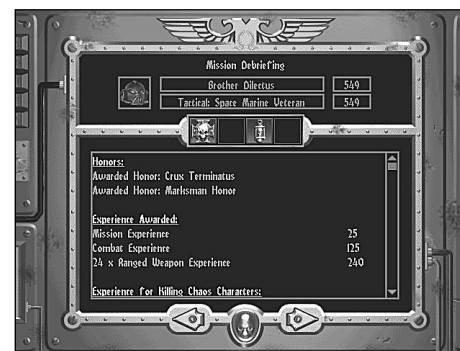 Mission Debriefing
Brother Dilectus 549
Tactical: Space Marine Veteran 549
Honors:
Awarded Honor: Crux Terminatus
Awarded Honor: Marksman Honor
Experience Awarded:
Mission Experience 25
Combat Experience 125
24 x Ranged Weapon Experience 240
Experience for Killing Chaos Characters: